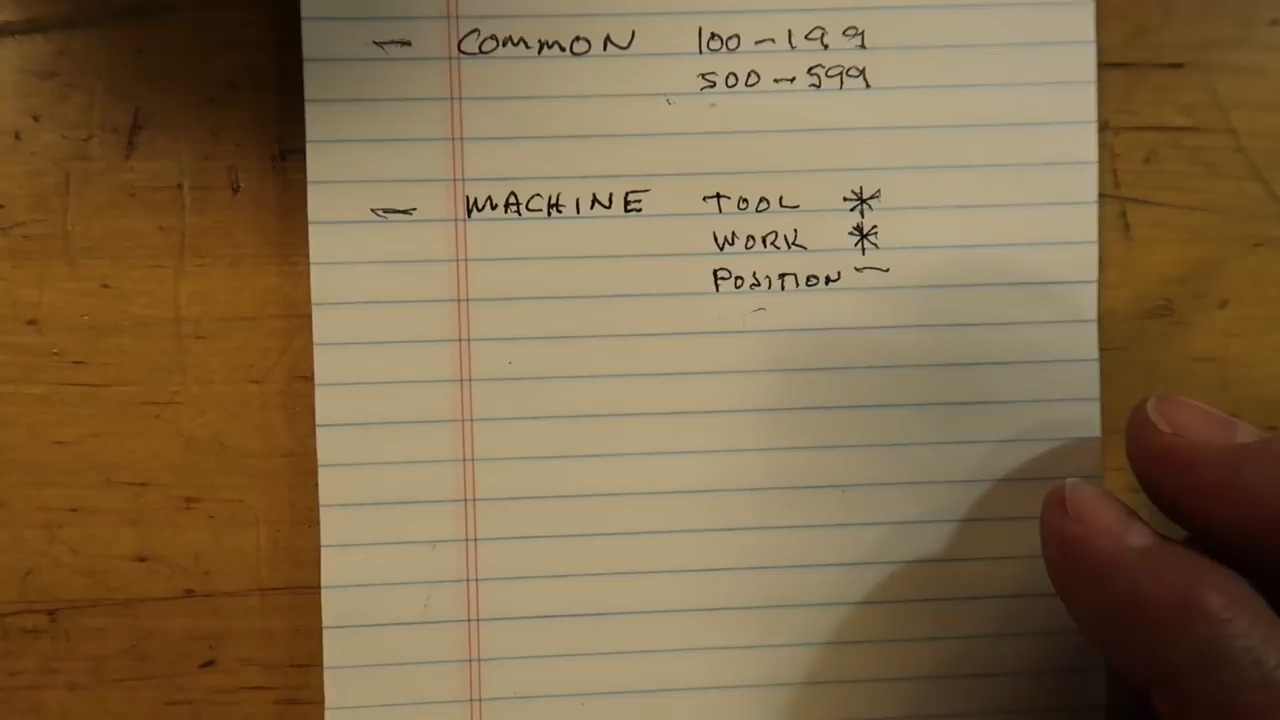 - COMMON 100-199
500-599
- MACHINE TOOL *
WORK *
POSITION -